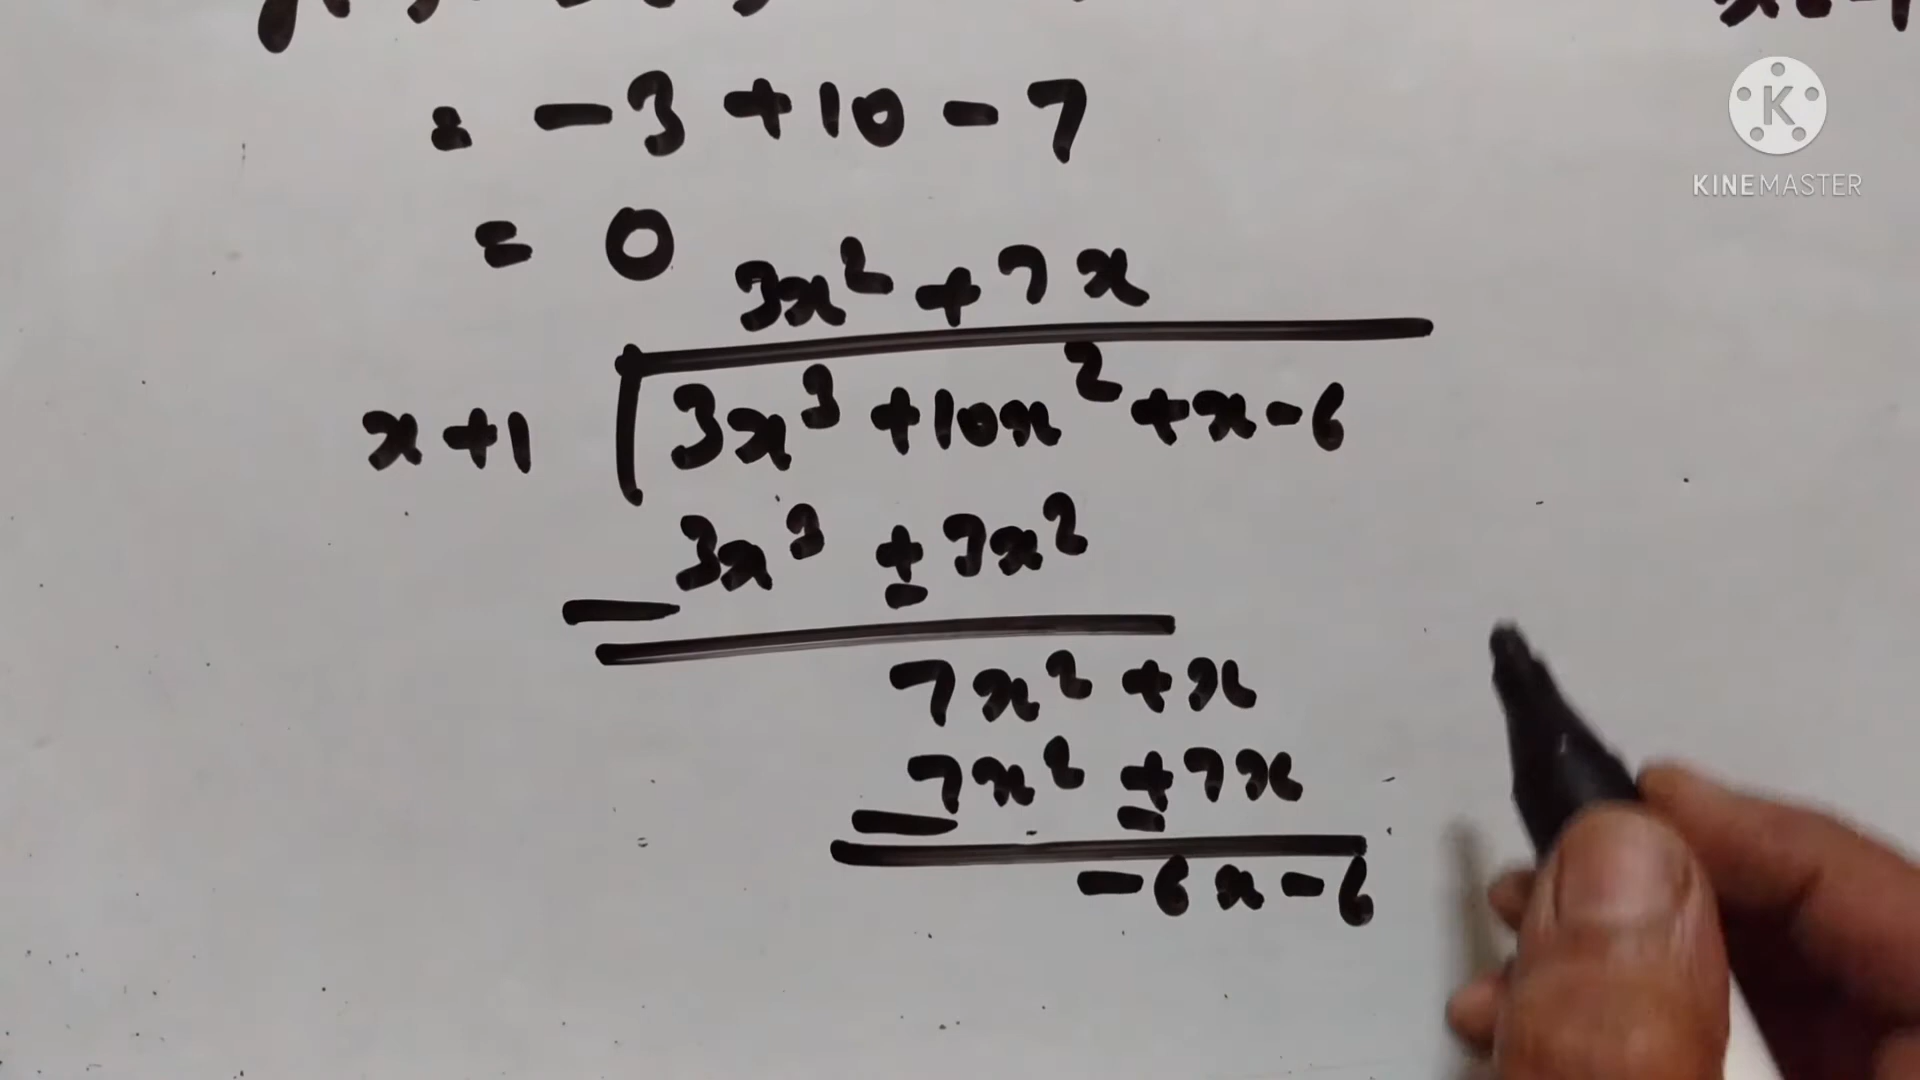 = - 3 + 10 - 7
= 0
3x² + 7x
x+1 3x³ +10x² +x-6
3x³ + 3x²
-
7x² +x
7x² + 7x
-
-6x-6
K
KINEMASTER